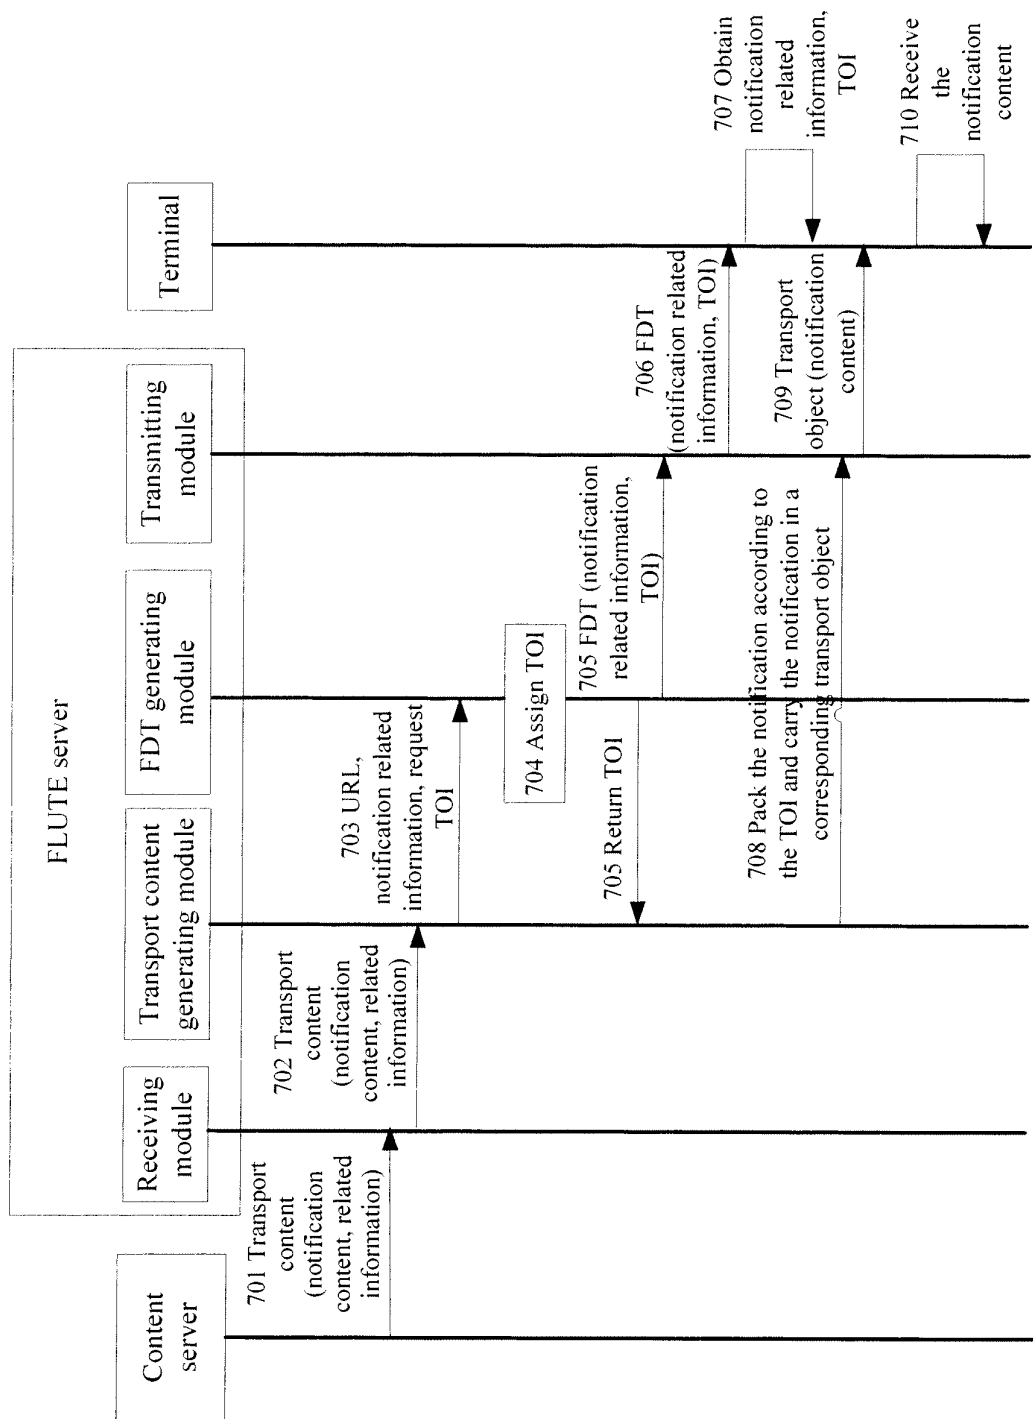 FLUTE server
Content
server
Receiving
module
Transport content
generating module
FDT generating
module
Transmitting
module
Terminal
701 Transport
content
(notification
content, related
information)
702 Transport
content
(notification
content, related
information)
703 URL,
notification related
information, request
TOI
704 Assign TOI
705 Return TOI
705 FDT (notification
related information,
TOI)
706 FDT
(notification related
information, TOI)
707 Obtain
notification
related
information,
TOI
708 Pack the notification according to
the TOI and carry the notification in a
corresponding transport object
709 Transport
object (notification
content)
710 Receive
the
notification
content